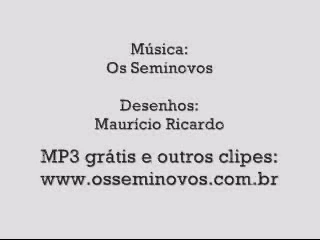 Música:
Os Seminovos
Desenhos:
Maurício Ricardo
MP3 grátis e outros clipes:
www.osseminovos.com.br